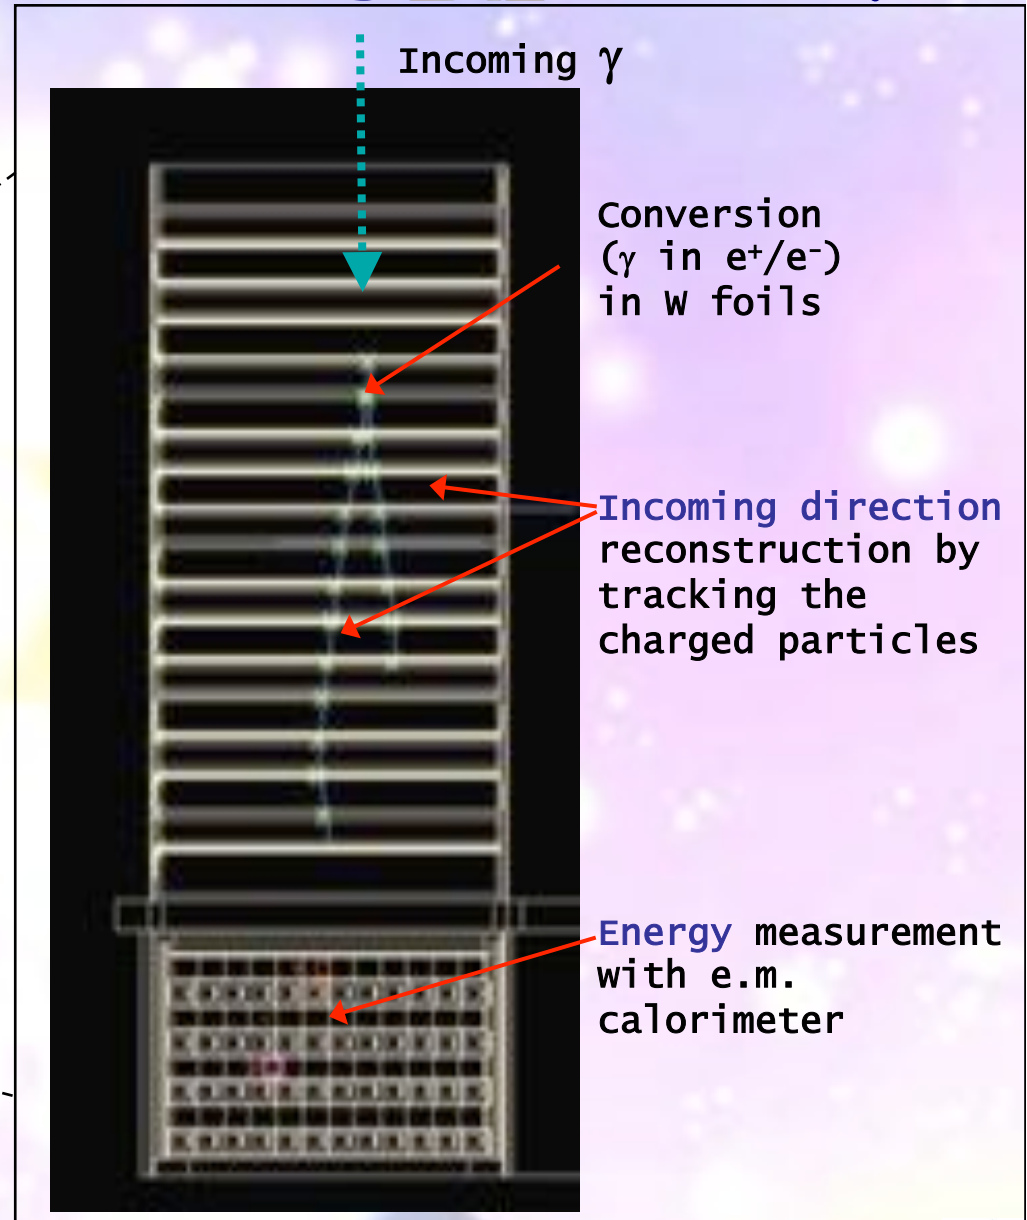 Incoming γ
Conversion
(γ in e⁺/e⁻)
in W foils
Incoming direction
reconstruction by
tracking the
charged particles
Energy measurement
with e.m.
calorimeter